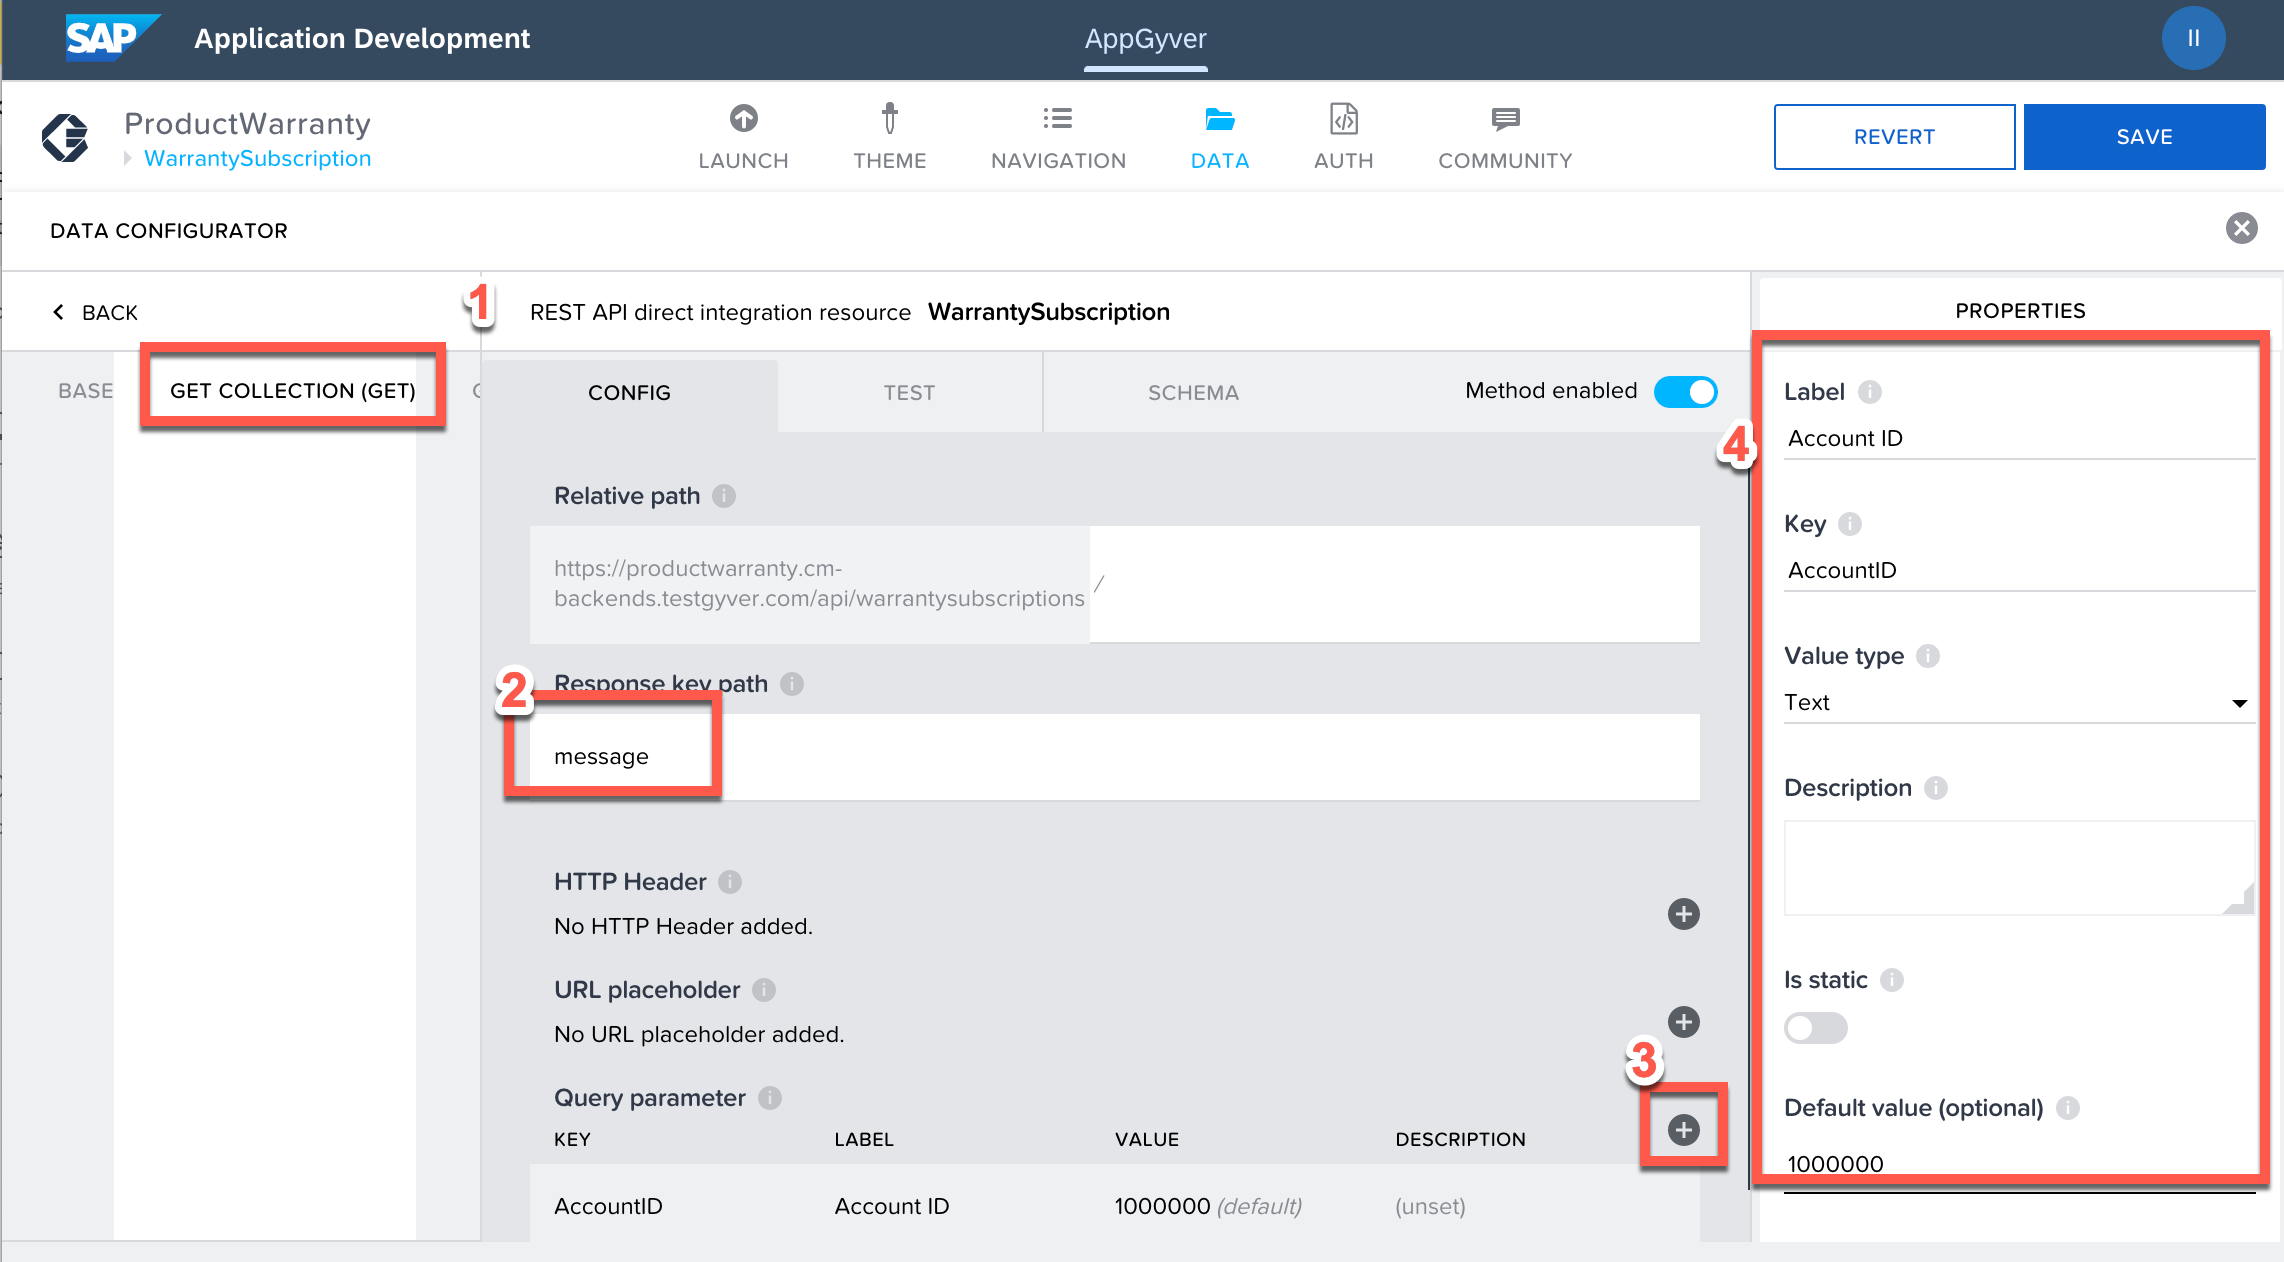 SAP Application Development
AppGyver
II
ProductWarranty
WarrantySubscription
LAUNCH
THEME
NAVIGATION
DATA
AUTH
COMMUNITY
REVERT
SAVE
DATA CONFIGURATOR
BACK
1
REST API direct integration resource WarrantySubscription
PROPERTIES
BASE
GET COLLECTION (GET)
CONFIG
TEST
SCHEMA
Method enabled
4
Label
Account ID
Key
AccountID
Value type
Text
Description
Is static
Default value (optional)
1000000
Relative path
https://productwarranty.cm-
backends.testgyver.com/api/warrantysubscriptions
/
2
Response key path
message
HTTP Header
No HTTP Header added.
URL placeholder
No URL placeholder added.
3
Query parameter
KEY LABEL VALUE DESCRIPTION
AccountID Account ID 1000000 (default) (unset)